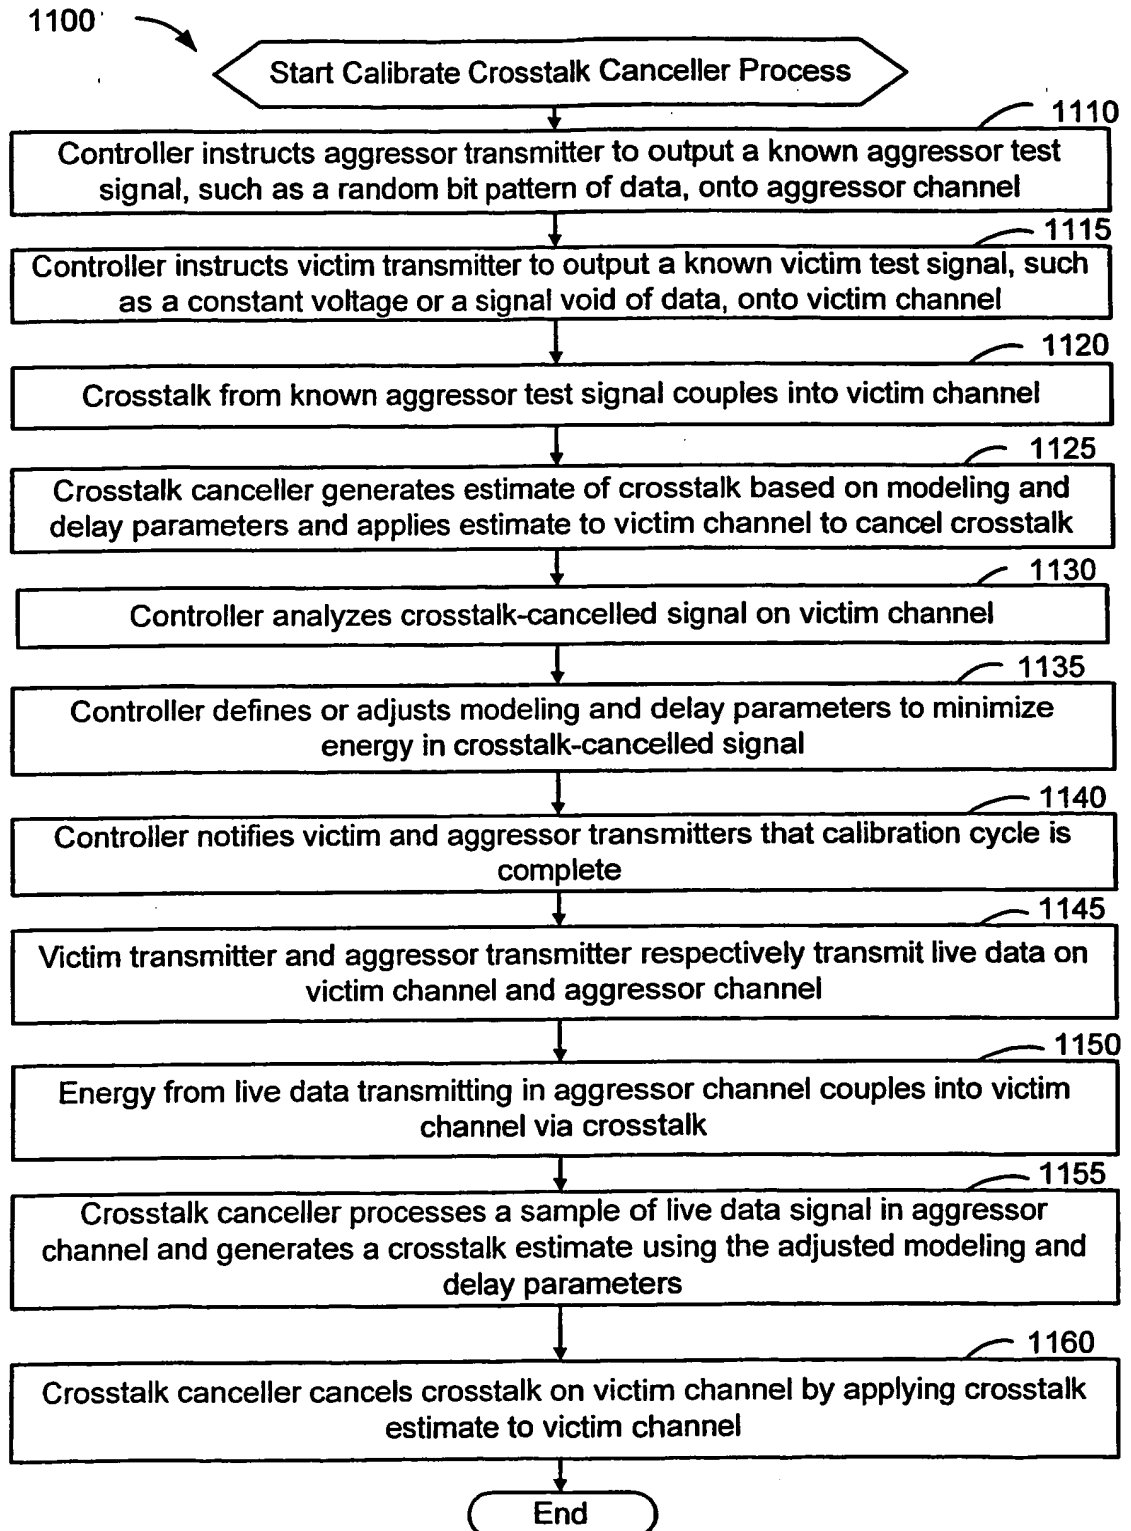 1100
Start Calibrate Crosstalk Canceller Process
1110
Controller instructs aggressor transmitter to output a known aggressor test
signal, such as a random bit pattern of data, onto aggressor channel
1115
Controller instructs victim transmitter to output a known victim test signal, such
as a constant voltage or a signal void of data, onto victim channel
1120
Crosstalk from known aggressor test signal couples into victim channel
1125
Crosstalk canceller generates estimate of crosstalk based on modeling and
delay parameters and applies estimate to victim channel to cancel crosstalk
1130
Controller analyzes crosstalk-cancelled signal on victim channel
1135
Controller defines or adjusts modeling and delay parameters to minimize
energy in crosstalk-cancelled signal
1140
Controller notifies victim and aggressor transmitters that calibration cycle is
complete
1145
Victim transmitter and aggressor transmitter respectively transmit live data on
victim channel and aggressor channel
1150
Energy from live data transmitting in aggressor channel couples into victim
channel via crosstalk
1155
Crosstalk canceller processes a sample of live data signal in aggressor
channel and generates a crosstalk estimate using the adjusted modeling and
delay parameters
1160
Crosstalk canceller cancels crosstalk on victim channel by applying crosstalk
estimate to victim channel
End